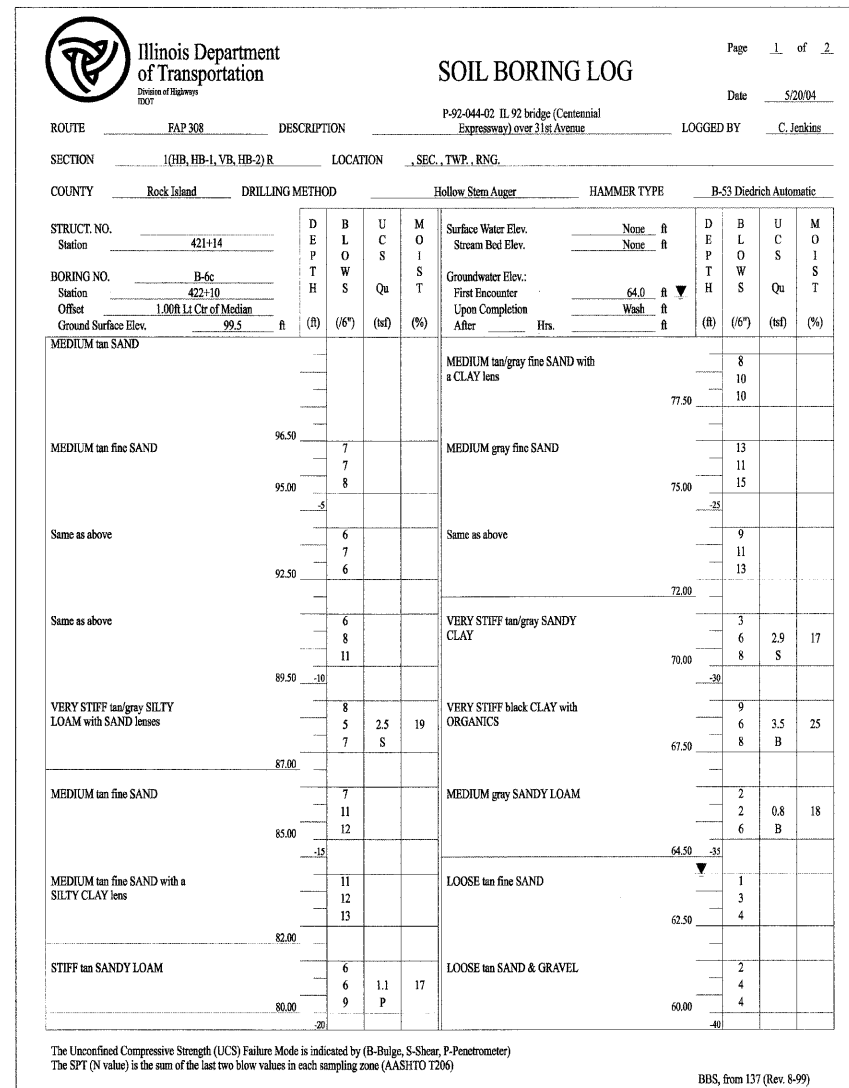 Illinois Department
of Transportation
Division of Highways
IDOT
SOIL BORING LOG
Page 1 of 2
Date 5/20/04
ROUTE FAP 308 DESCRIPTION P-92-044-02 IL 92 bridge (Centennial
Expressway) over 31st Avenue LOGGED BY C. Jenkins
SECTION 1(HB, HB-1, VB, HB-2) R LOCATION , SEC. , TWP. , RNG.
COUNTY Rock Island DRILLING METHOD Hollow Stem Auger HAMMER TYPE B-53 Diedrich Automatic
STRUCT. NO.
Station 421+14
BORING NO. B-6c
Station 422+10
Offset 1.00ft Lt Ctr of Median
Ground Surface Elev. 99.5 ft
DEPTH (ft)
BLOWS (/6")
UCS Qu (tsf)
MOIST (%)
MEDIUM tan SAND
96.50
MEDIUM tan fine SAND 7
7
95.00 8
-5
Same as above 6
7
92.50 6
Same as above 6
8
11
89.50 -10
VERY STIFF tan/gray SILTY 8
LOAM with SAND lenses 5 2.5 19
7 S
87.00
MEDIUM tan fine SAND 7
11
85.00 12
-15
MEDIUM tan fine SAND with a 11
SILTY CLAY lens 12
13
82.00
STIFF tan SANDY LOAM 6
6 1.1 17
80.00 9 P
-20
Surface Water Elev. None ft
Stream Bed Elev. None ft
Groundwater Elev.:
First Encounter 64.0 ft ▼
Upon Completion Wash ft
After Hrs. ft
DEPTH (ft)
BLOWS (/6")
UCS Qu (tsf)
MOIST (%)
MEDIUM tan/gray fine SAND with 8
a CLAY lens 10
77.50 10
MEDIUM gray fine SAND 13
11
75.00 15
-25
Same as above 9
11
13
72.00
VERY STIFF tan/gray SANDY 3
CLAY 6 2.9 17
70.00 8 S
-30
VERY STIFF black CLAY with 9
ORGANICS 6 3.5 25
67.50 8 B
MEDIUM gray SANDY LOAM 2
2 0.8 18
6 B
64.50 -35
▼
LOOSE tan fine SAND 1
3
62.50 4
LOOSE tan SAND & GRAVEL 2
4
60.00 4
-40
The Unconfined Compressive Strength (UCS) Failure Mode is indicated by (B-Bulge, S-Shear, P-Penetrometer)
The SPT (N value) is the sum of the last two blow values in each sampling zone (AASHTO T206)
BBS, from 137 (Rev. 8-99)